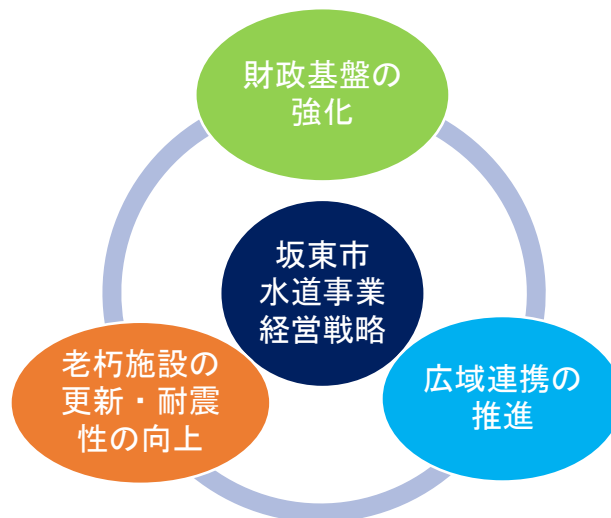 財政基盤の
強化
坂東市
水道事業
経営戦略
老朽施設の
更新・耐震
性の向上
広域連携の
推進